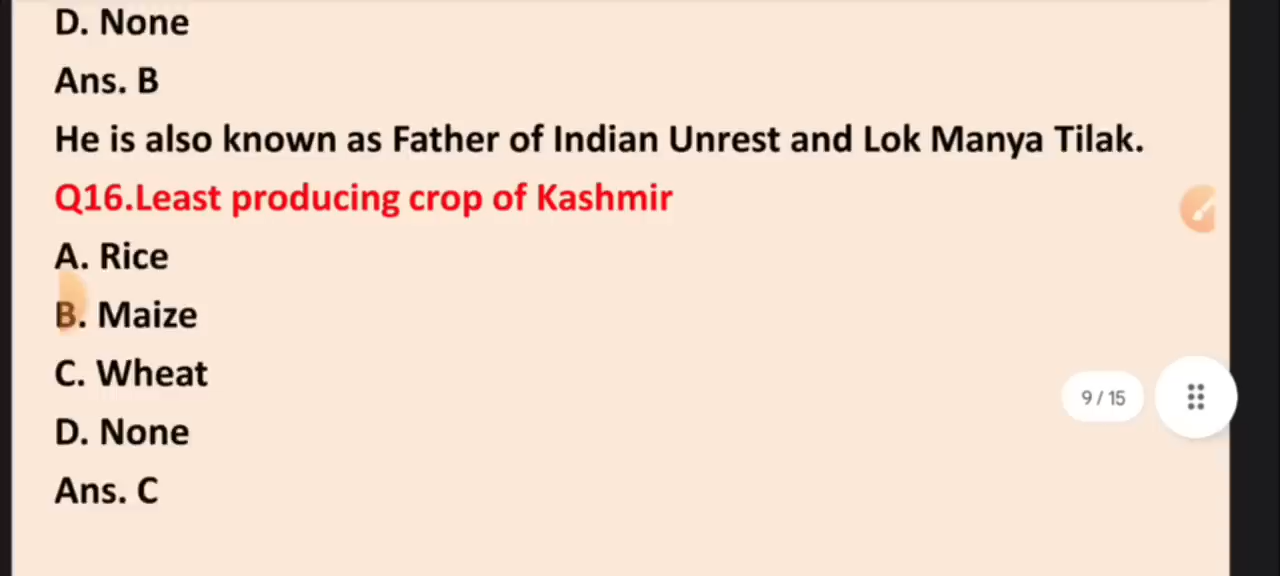 D. None
Ans. B
He is also known as Father of Indian Unrest and Lok Manya Tilak.
Q16.Least producing crop of Kashmir
A. Rice
B. Maize
C. Wheat
9 / 15
D. None
Ans. C